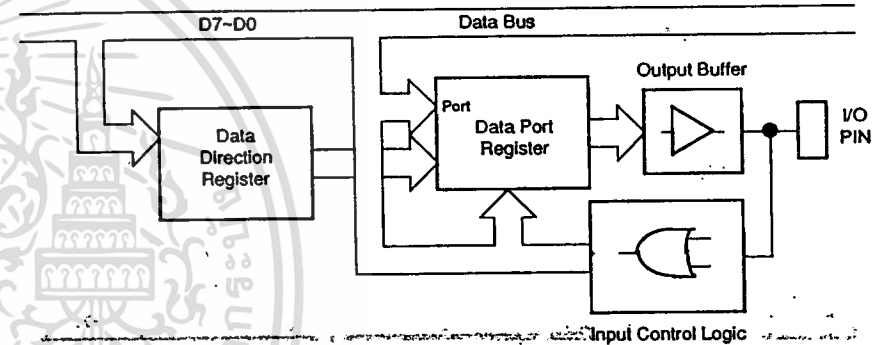 D7~D0
Data Bus
Output Buffer
Port
Data Port
Register
I/O
PIN
Data
Direction
Register
Input Control Logic